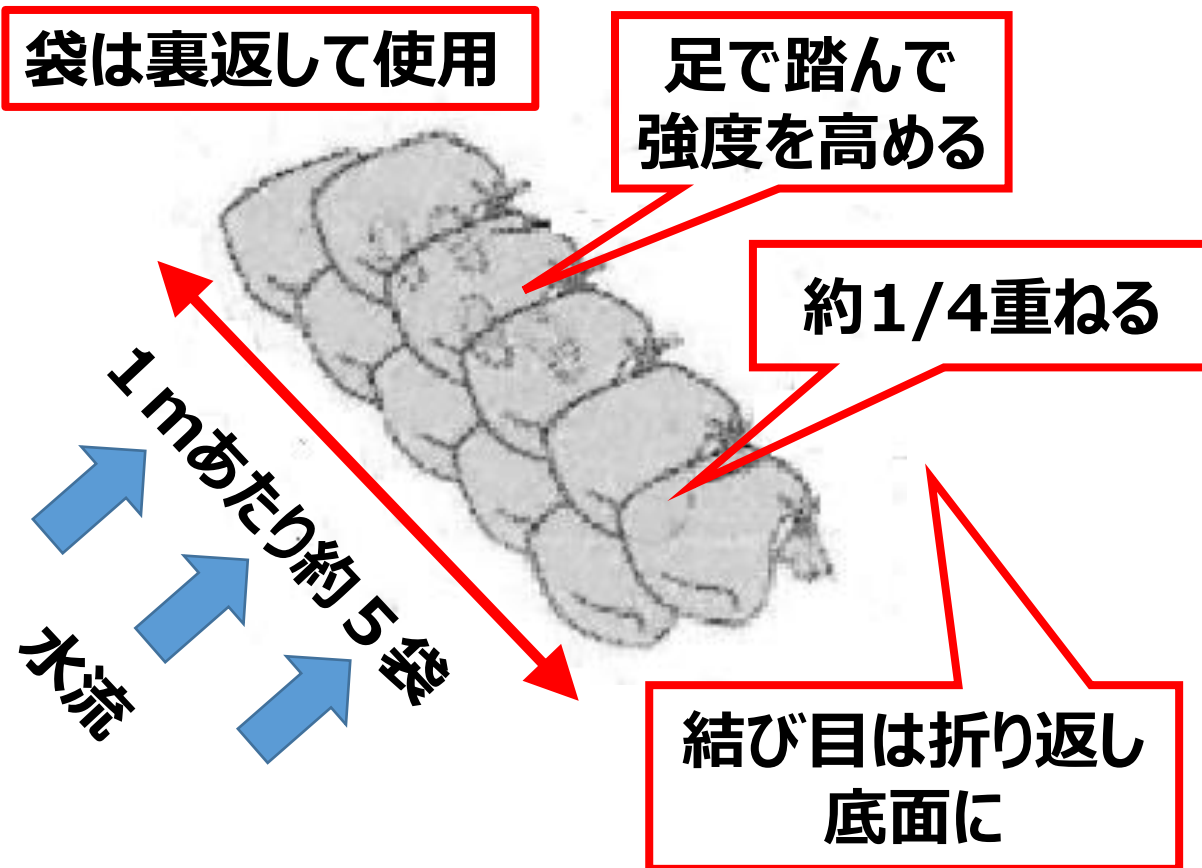 袋は裏返して使用
足で踏んで
強度を高める
約1/4重ねる
1mあたり約5袋
水流
結び目は折り返し
底面に